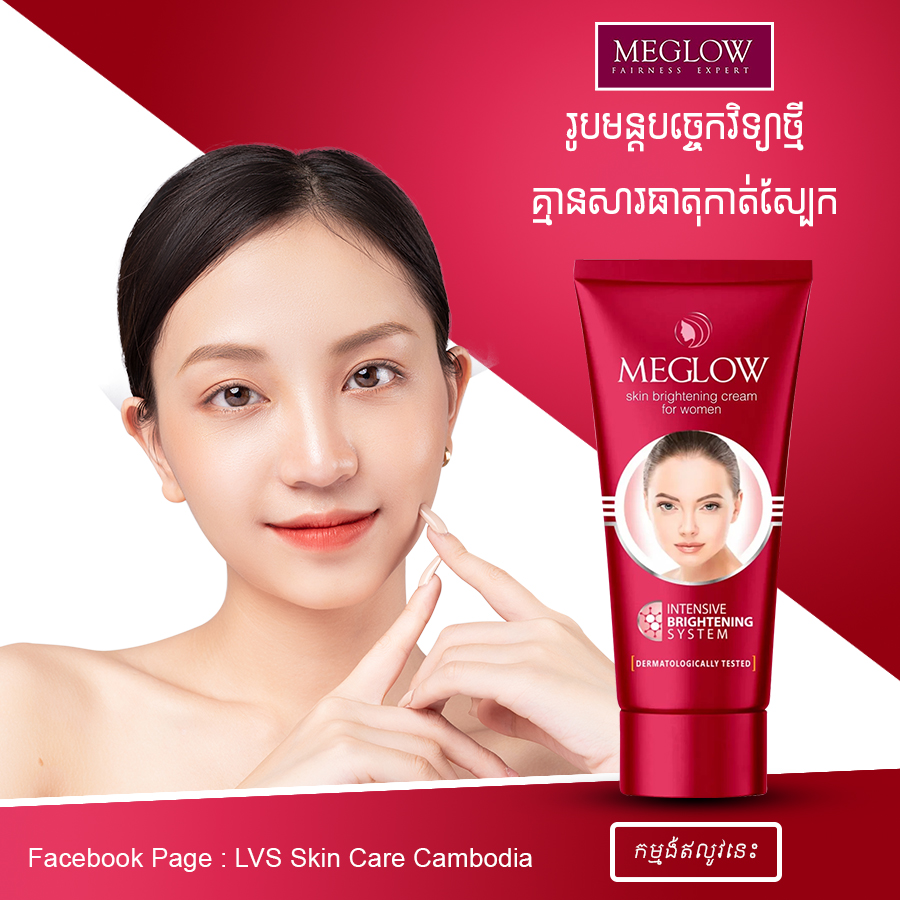 MEGLOW
FAIRNESS EXPERT
រូបមន្តបច្ចេកវិទ្យាថ្មី
គ្មានសារធាតុកាត់ស្បែក
MEGLOW
skin brightening cream
for women
INTENSIVE
BRIGHTENING
SYSTEM
[DERMATOLOGICALLY TESTED]
Facebook Page : LVS Skin Care Cambodia
កម្មង់ឥលូវនេះ